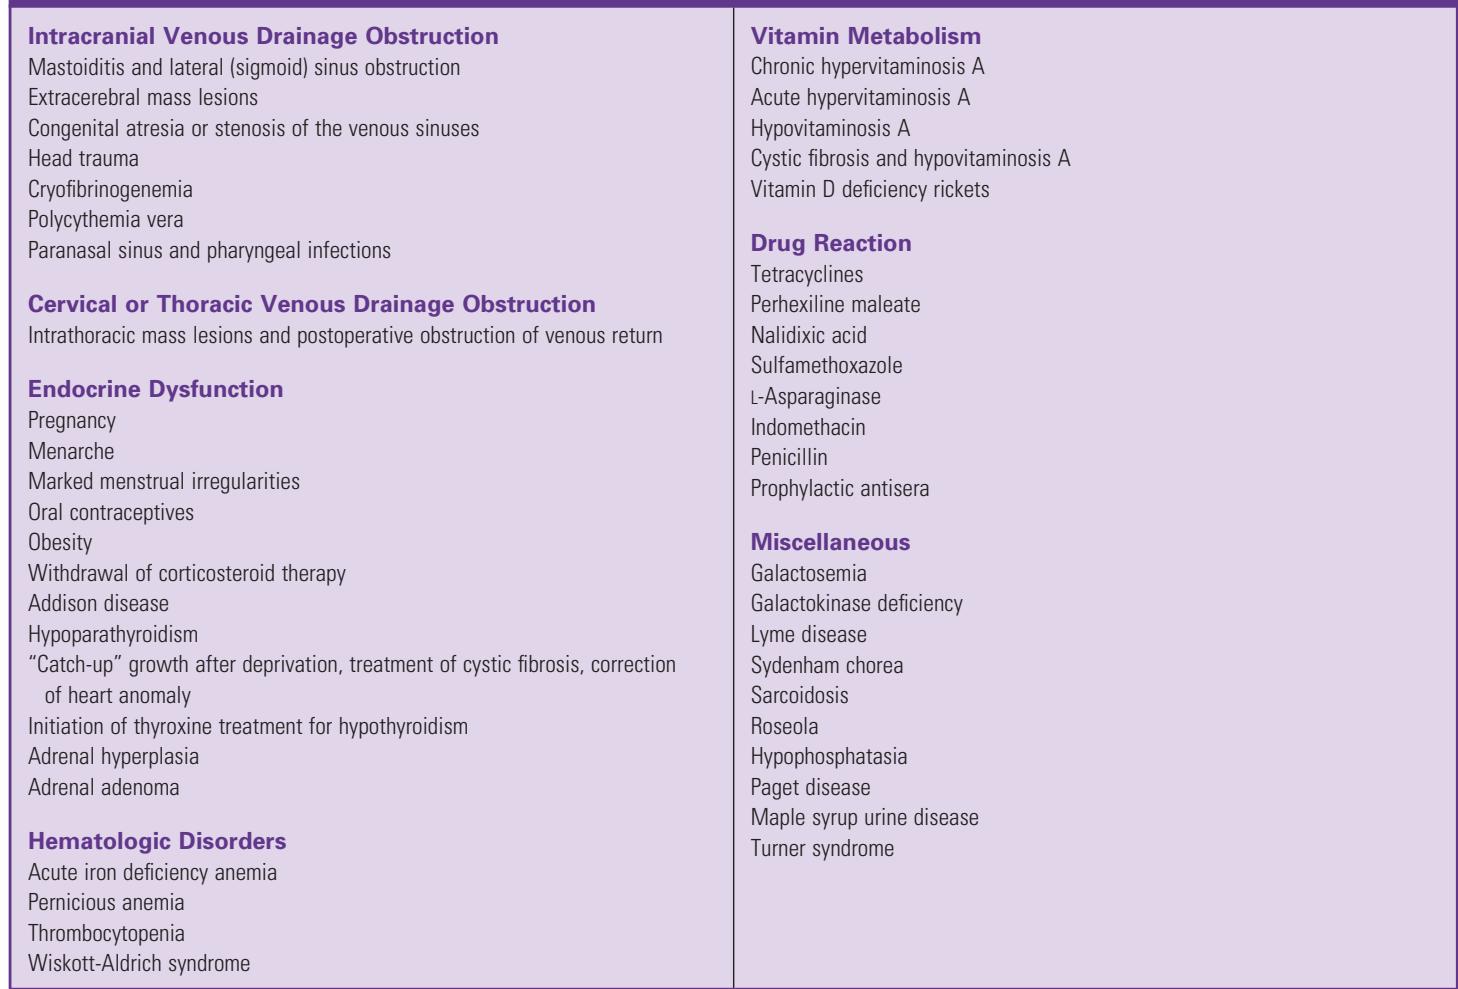 Intracranial Venous Drainage Obstruction
Mastoiditis and lateral (sigmoid) sinus obstruction
Extracerebral mass lesions
Congenital atresia or stenosis of the venous sinuses
Head trauma
Cryofibrinogenemia
Polycythemia vera
Paranasal sinus and pharyngeal infections
Cervical or Thoracic Venous Drainage Obstruction
Intrathoracic mass lesions and postoperative obstruction of venous return
Endocrine Dysfunction
Pregnancy
Menarche
Marked menstrual irregularities
Oral contraceptives
Obesity
Withdrawal of corticosteroid therapy
Addison disease
Hypoparathyroidism
“Catch-up” growth after deprivation, treatment of cystic fibrosis, correction
of heart anomaly
Initiation of thyroxine treatment for hypothyroidism
Adrenal hyperplasia
Adrenal adenoma
Hematologic Disorders
Acute iron deficiency anemia
Pernicious anemia
Thrombocytopenia
Wiskott-Aldrich syndrome
Vitamin Metabolism
Chronic hypervitaminosis A
Acute hypervitaminosis A
Hypovitaminosis A
Cystic fibrosis and hypovitaminosis A
Vitamin D deficiency rickets
Drug Reaction
Tetracyclines
Perhexiline maleate
Nalidixic acid
Sulfamethoxazole
L-Asparaginase
Indomethacin
Penicillin
Prophylactic antisera
Miscellaneous
Galactosemia
Galactokinase deficiency
Lyme disease
Sydenham chorea
Sarcoidosis
Roseola
Hypophosphatasia
Paget disease
Maple syrup urine disease
Turner syndrome